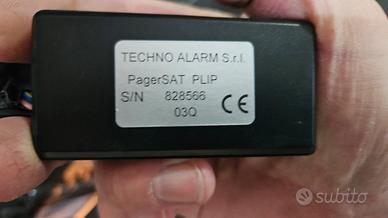 TECHNO ALARM S.r.l.
PagerSAT PLIP
S/N 828566
03Q
CE
subito